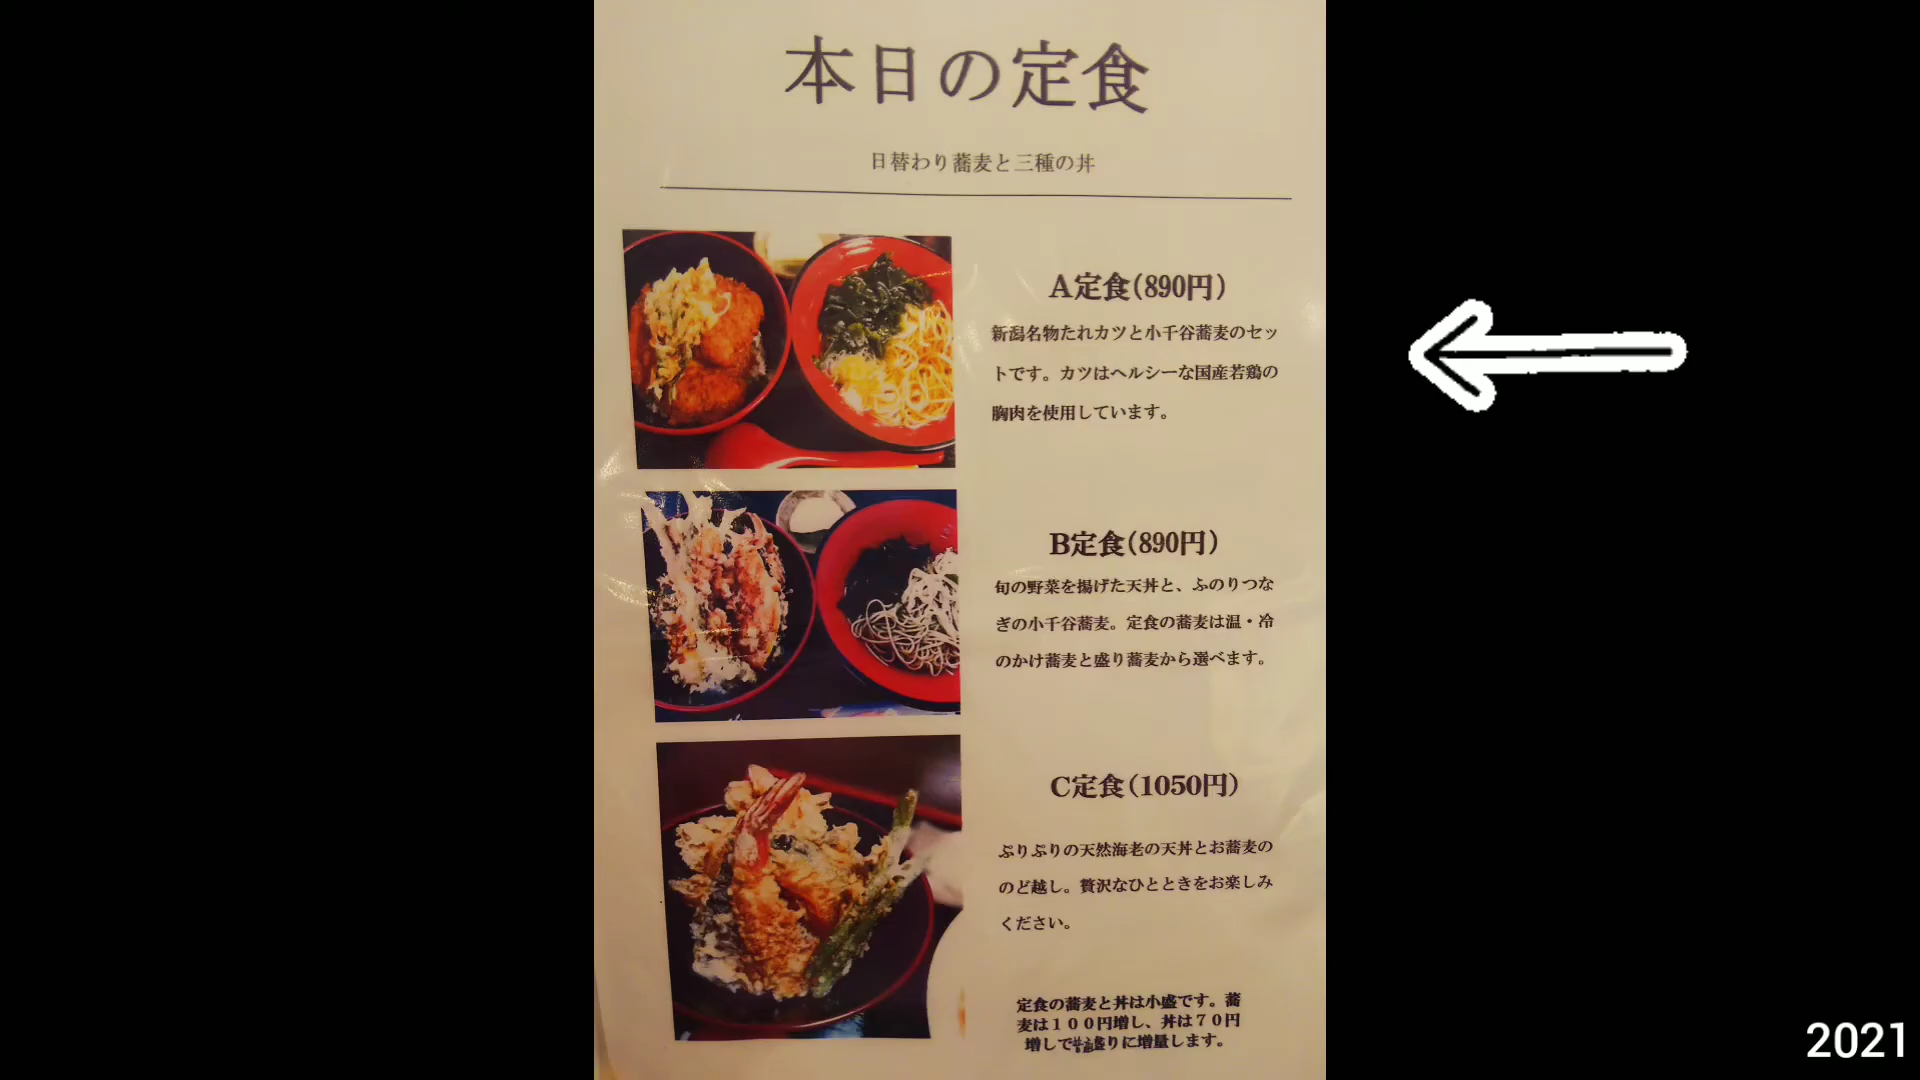 本日の定食
日替わり蕎麦と三種の丼
A定食(890円)
新潟名物たれカツと小千谷蕎麦のセッ
トです。カツはヘルシーな国産若鶏の
胸肉を使用しています。
B定食(890円)
旬の野菜を揚げた天丼と、ふのりつな
ぎの小千谷蕎麦。定食の蕎麦は温・冷
のかけ蕎麦と盛り蕎麦から選べます。
C定食(1050円)
ぷりぷりの天然海老の天丼とお蕎麦の
のど越し。贅沢なひとときをお楽しみ
ください。
定食の蕎麦と丼は小盛です。蕎
麦は１００円増し、丼は７０円
増しで盛りに増量します。
2021